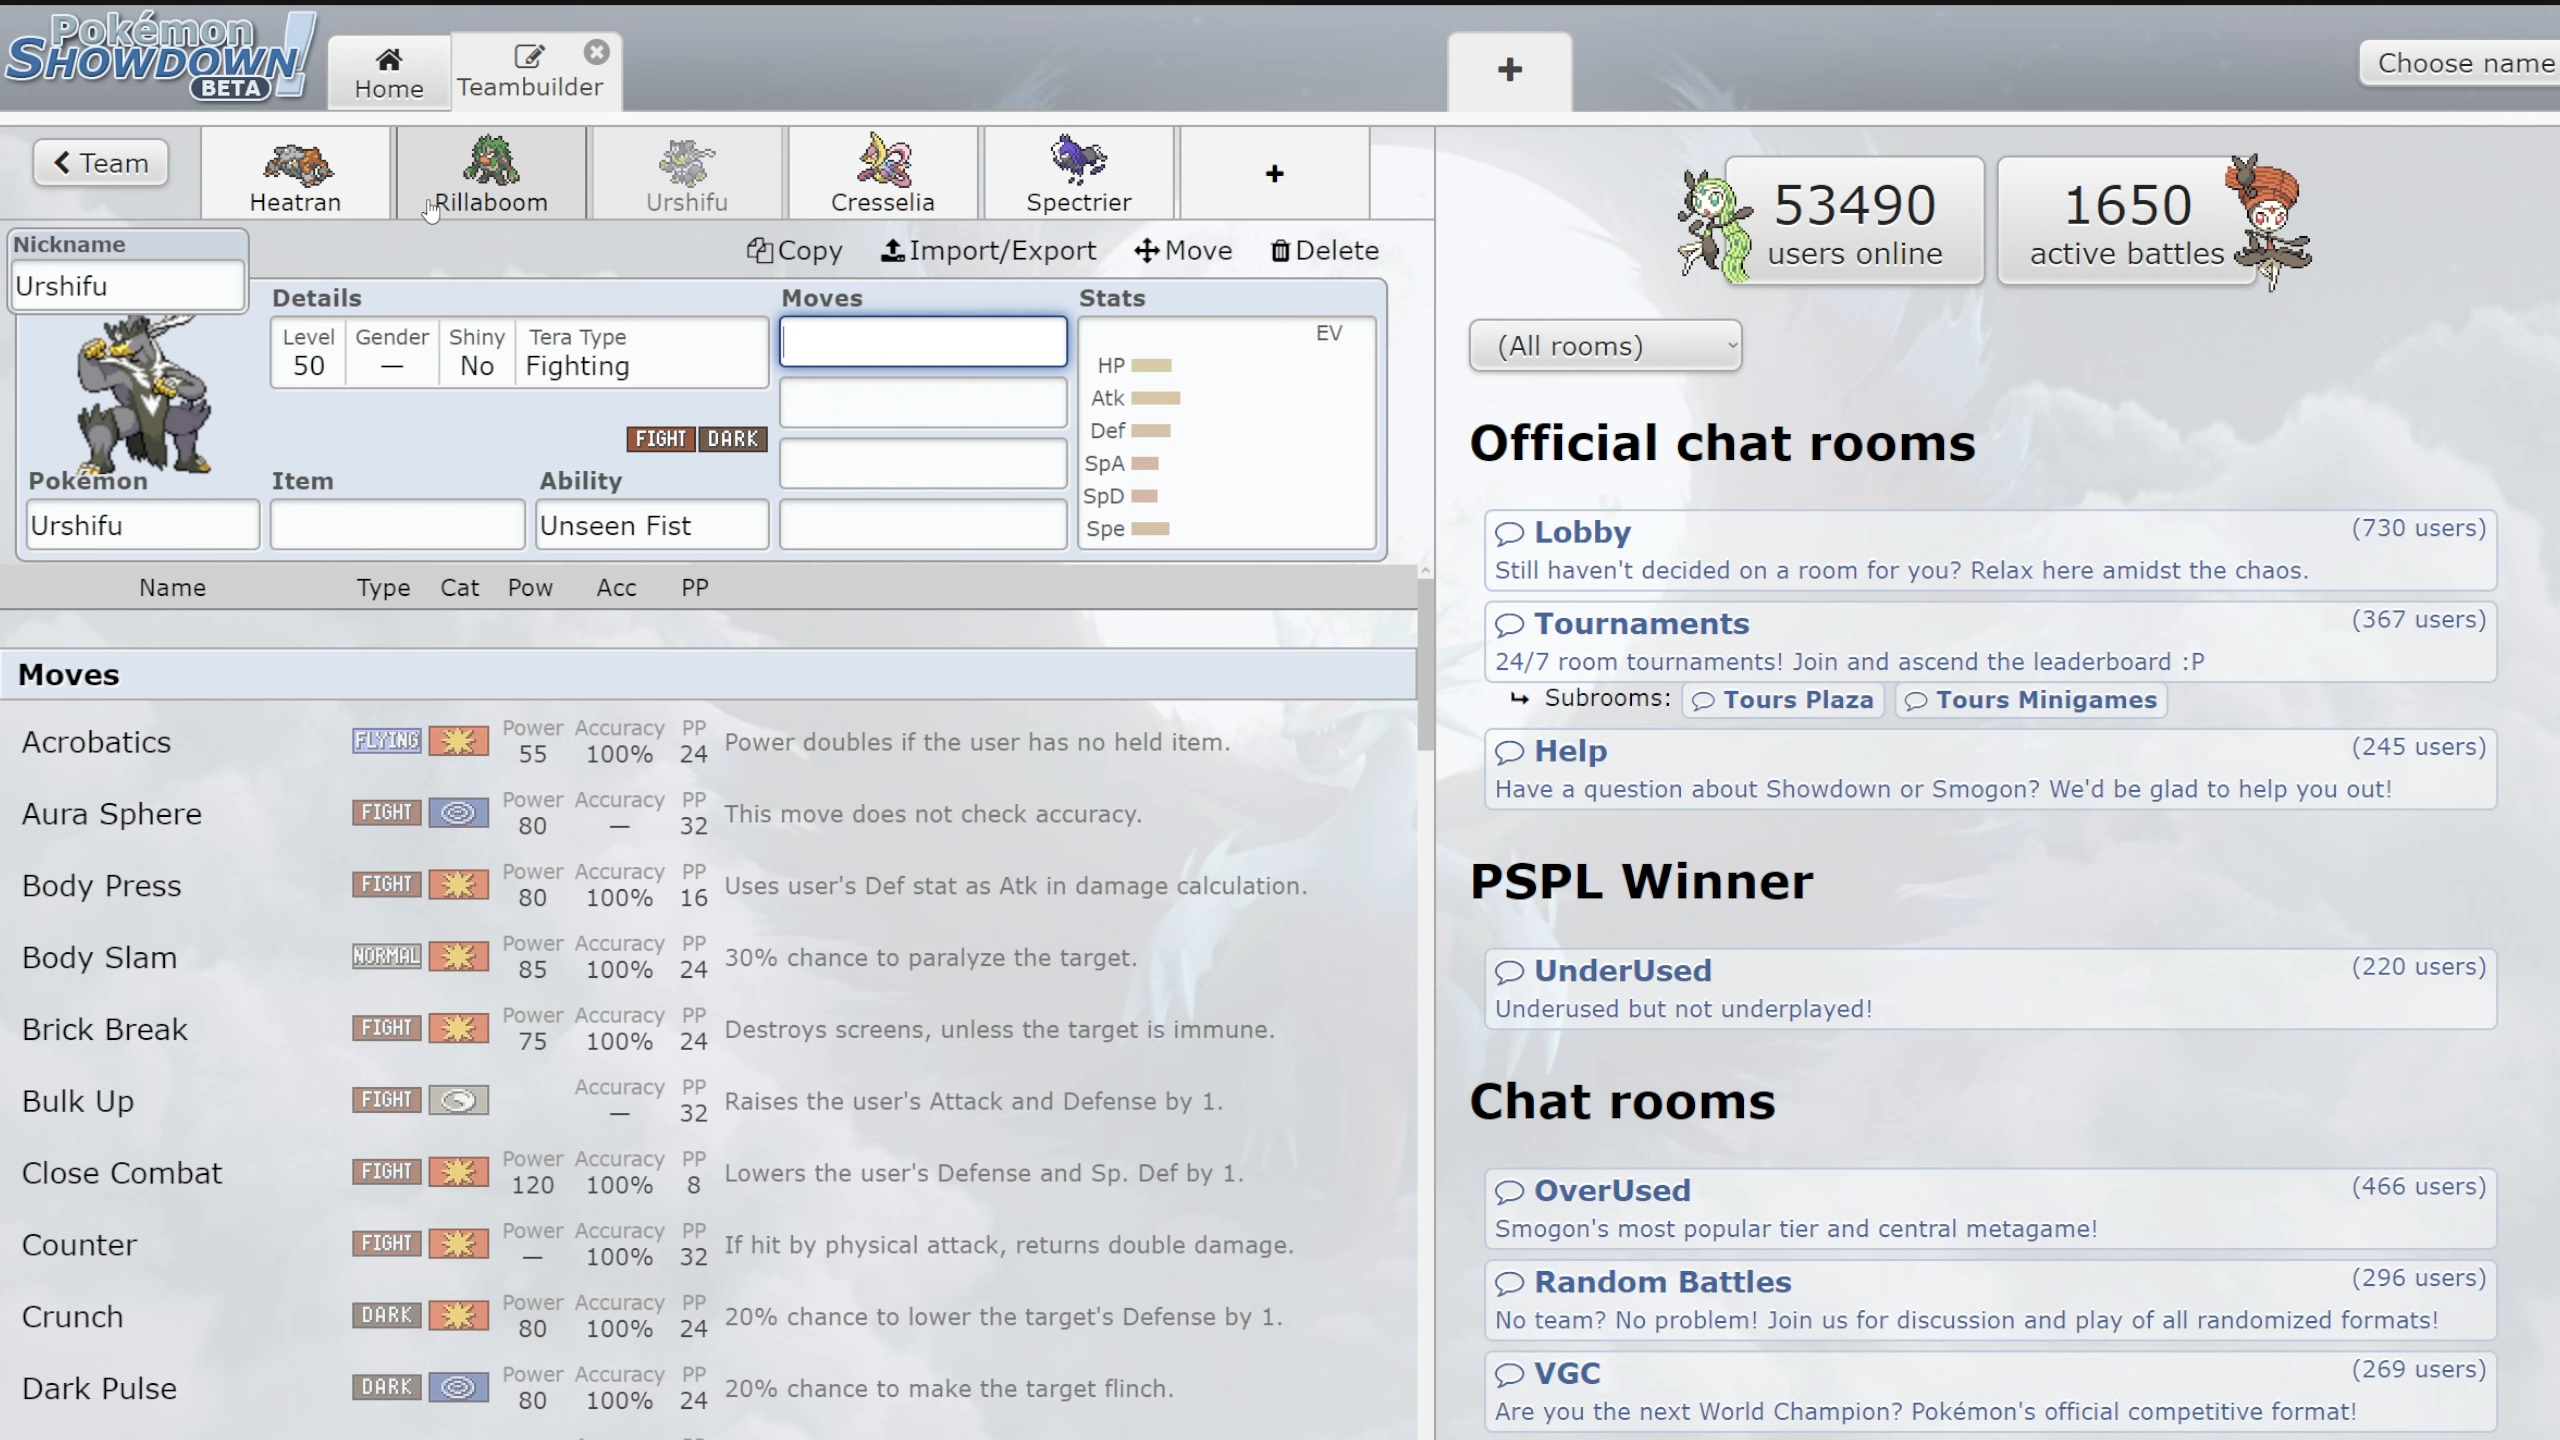 Pokémon
SHOWDOWN!
BETA
Home
Teambuilder
+
Choose name
Team
Heatran
Rillaboom
Urshifu
Cresselia
Spectrier
+
Nickname
Urshifu
Copy
Import/Export
Move
Delete
Details
Level
50
Gender
—
Shiny
No
Tera Type
Fighting
FIGHT DARK
Pokémon
Urshifu
Item
Ability
Unseen Fist
Moves
Stats
EV
HP
Atk
Def
SpA
SpD
Spe
Name Type Cat Pow Acc PP
Moves
Acrobatics FLYING Power 55 Accuracy 100% PP 24 Power doubles if the user has no held item.
Aura Sphere FIGHT Power 80 Accuracy — PP 32 This move does not check accuracy.
Body Press FIGHT Power 80 Accuracy 100% PP 16 Uses user's Def stat as Atk in damage calculation.
Body Slam NORMAL Power 85 Accuracy 100% PP 24 30% chance to paralyze the target.
Brick Break FIGHT Power 75 Accuracy 100% PP 24 Destroys screens, unless the target is immune.
Bulk Up FIGHT Accuracy — PP 32 Raises the user's Attack and Defense by 1.
Close Combat FIGHT Power 120 Accuracy 100% PP 8 Lowers the user's Defense and Sp. Def by 1.
Counter FIGHT Power — Accuracy 100% PP 32 If hit by physical attack, returns double damage.
Crunch DARK Power 80 Accuracy 100% PP 24 20% chance to lower the target's Defense by 1.
Dark Pulse DARK Power 80 Accuracy 100% PP 24 20% chance to make the target flinch.
53490
users online
1650
active battles
(All rooms)
Official chat rooms
Lobby (730 users)
Still haven't decided on a room for you? Relax here amidst the chaos.
Tournaments (367 users)
24/7 room tournaments! Join and ascend the leaderboard :P
Subrooms: Tours Plaza Tours Minigames
Help (245 users)
Have a question about Showdown or Smogon? We'd be glad to help you out!
PSPL Winner
UnderUsed (220 users)
Underused but not underplayed!
Chat rooms
OverUsed (466 users)
Smogon's most popular tier and central metagame!
Random Battles (296 users)
No team? No problem! Join us for discussion and play of all randomized formats!
VGC (269 users)
Are you the next World Champion? Pokémon's official competitive format!